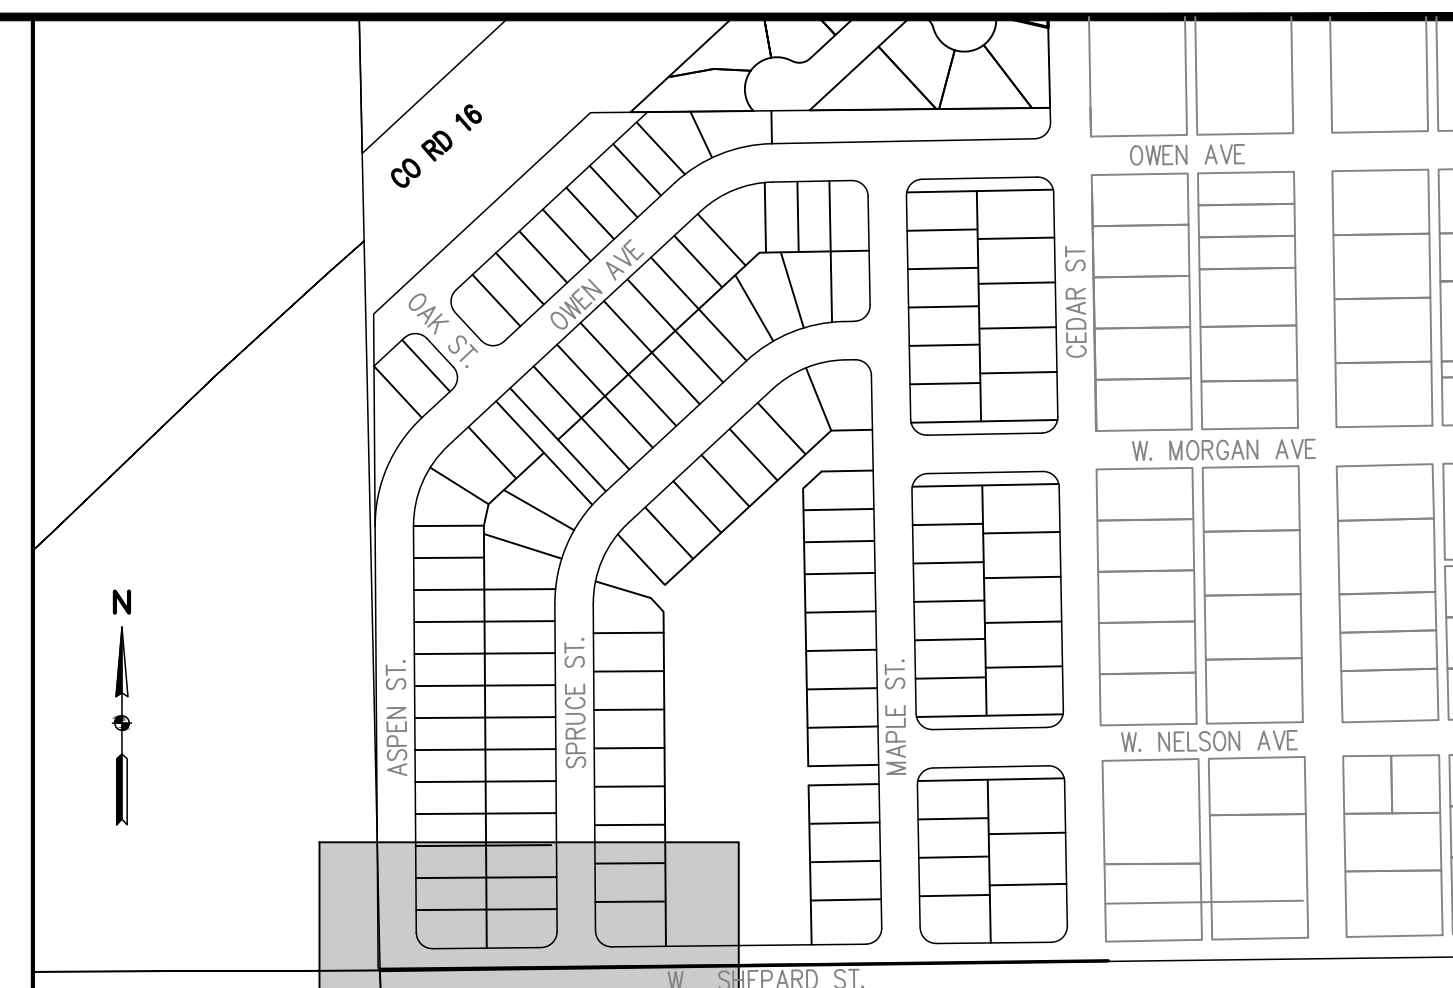 CO RD 16
OWEN AVE
OAK ST.
OWEN AVE
CEDAR ST
W. MORGAN AVE
N
ASPEN ST.
SPRUCE ST.
MAPLE ST.
W. NELSON AVE
W SHEPARD ST.